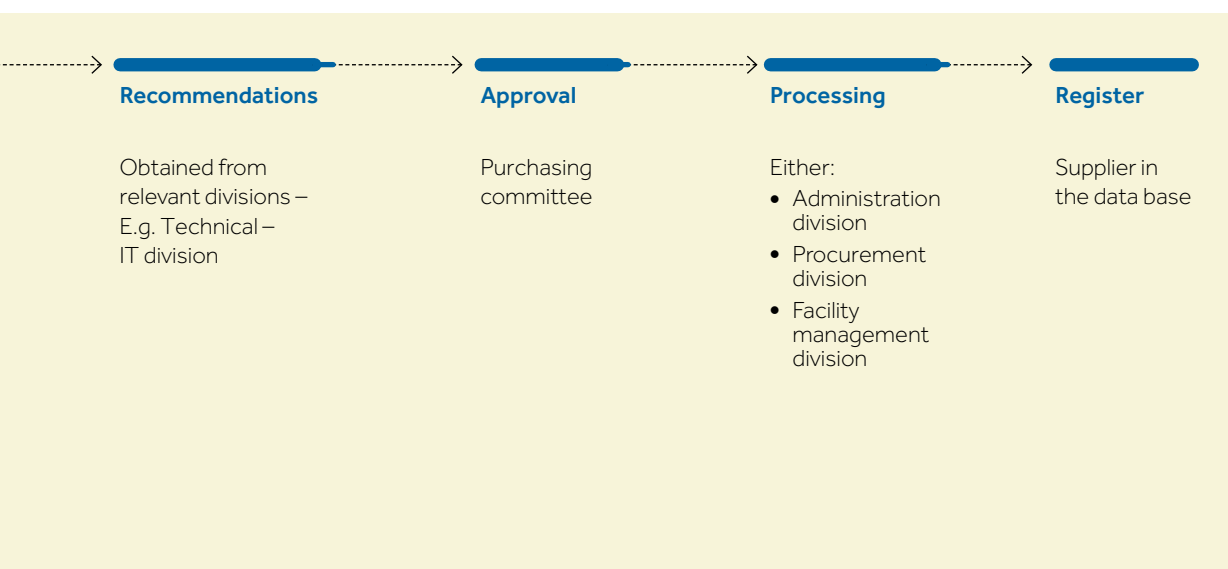 Recommendations
Obtained from
relevant divisions –
E.g. Technical –
IT division
Approval
Purchasing
committee
Processing
Either:
• Administration
division
• Procurement
division
• Facility
management
division
Register
Supplier in
the data base